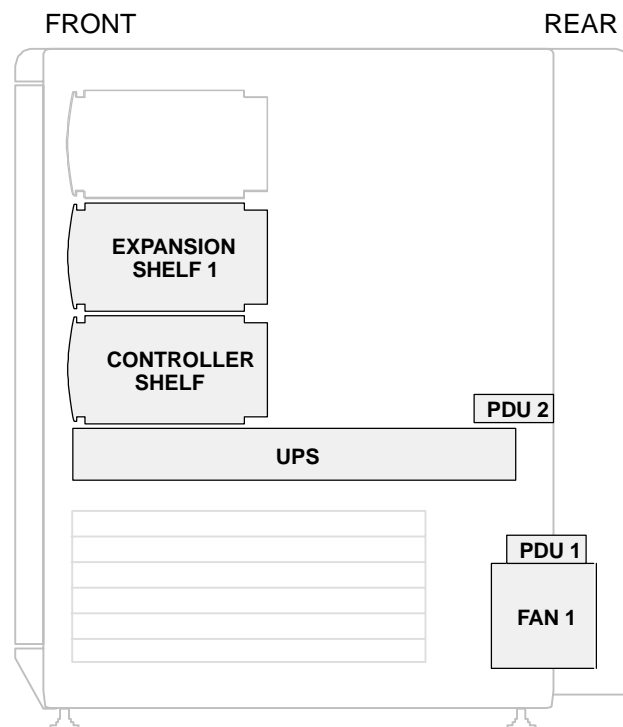 FRONT
REAR
EXPANSION
SHELF 1
CONTROLLER
SHELF
PDU 2
UPS
PDU 1
FAN 1